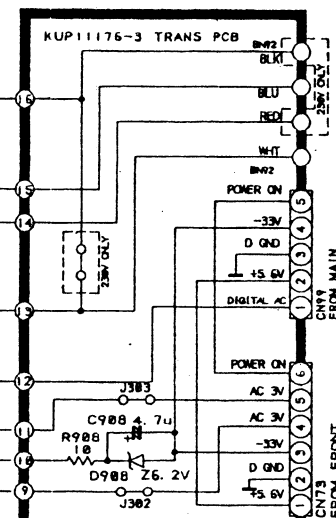 KUP11176-3 TRANS PCB
BN92
BLK
16
230V ONLY
BLU
RED
WHT
15
BN92
14
POWER ON
5
-33V
4
D GND
3
230V ONLY
+5.6V
2
13
DIGITAL AC
1
CN99
FROM MAIN
POWER ON
6
12
J303
AC 3V
5
C908 4.7u
11
AC 3V
4
R908
10
-33V
3
10
D908 Z6.2V
D GND
2
9
J302
+5.6V
1
CN73
FROM FRONT